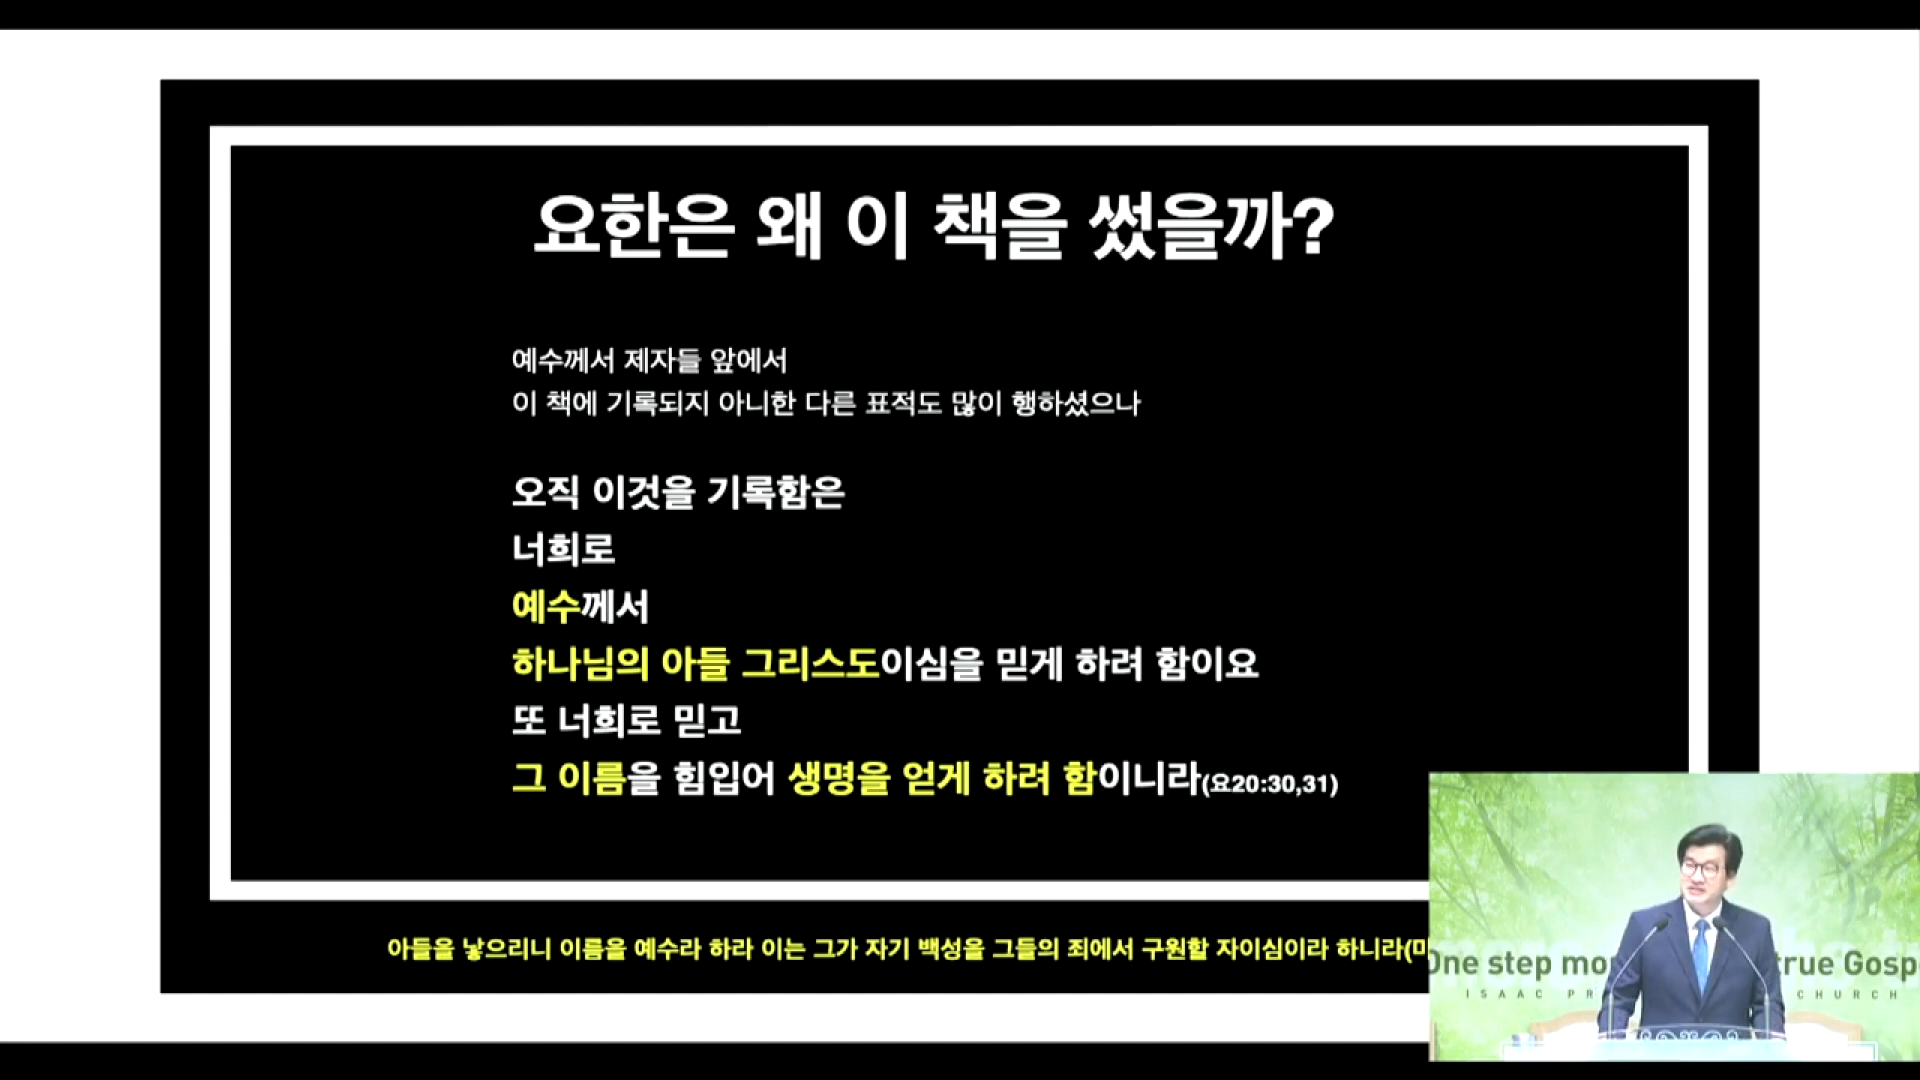 요한은 왜 이 책을 썼을까?
예수께서 제자들 앞에서
이 책에 기록되지 아니한 다른 표적도 많이 행하셨으나
오직 이것을 기록함은
너희로
예수께서
하나님의 아들 그리스도이심을 믿게 하려 함이요
또 너희로 믿고
그 이름을 힘입어 생명을 얻게 하려 함이니라(요20:30,31)
아들을 낳으리니 이름을 예수라 하라 이는 그가 자기 백성을 그들의 죄에서 구원할 자이심이라 하니라(마
One step mo true Gosp
ISAAC PR CHURCH